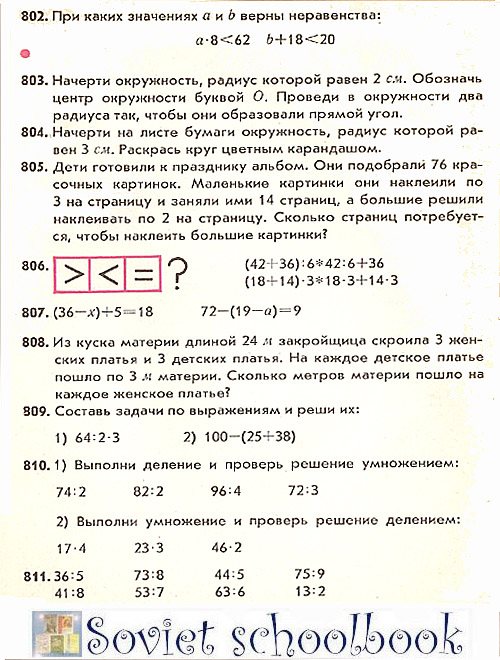 802. При каких значениях a и b верны неравенства:
a·8<62 b+18<20
803. Начерти окружность, радиус которой равен 2 см. Обозначь
центр окружности буквой O. Проведи в окружности два
радиуса так, чтобы они образовали прямой угол.
804. Начерти на листе бумаги окружность, радиус которой ра-
вен 3 см. Раскрась круг цветным карандашом.
805. Дети готовили к празднику альбом. Они подобрали 76 кра-
сочных картинок. Маленькие картинки они наклеили по
3 на страницу и заняли ими 14 страниц, а большие решили
наклеивать по 2 на страницу. Сколько страниц потребует-
ся, чтобы наклеить большие картинки?
806. > < = ? (42+36):6*42:6+36
(18+14)·3*18·3+14·3
807. (36−x)+5=18 72−(19−a)=9
808. Из куска материи длиной 24 м закройщица скроила 3 жен-
ских платья и 3 детских платья. На каждое детское платье
пошло по 3 м материи. Сколько метров материи пошло на
каждое женское платье?
809. Составь задачи по выражениям и реши их:
1) 64:2·3 2) 100−(25+38)
810. 1) Выполни деление и проверь решение умножением:
74:2 82:2 96:4 72:3
2) Выполни умножение и проверь решение делением:
17·4 23·3 46·2
811. 36:5 73:8 44:5 75:9
41:8 53:7 63:6 13:2
Soviet schoolbook